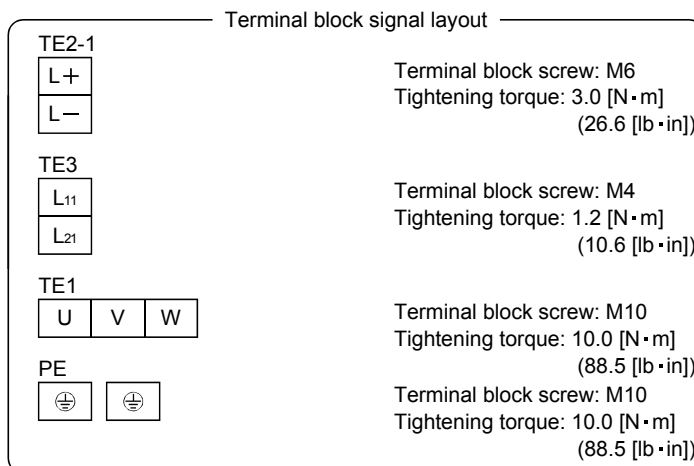 Terminal block signal layout
TE2-1
L+
L−
Terminal block screw: M6
Tightening torque: 3.0 [N▪m]
(26.6 [lb▪in])
TE3
L11
L21
Terminal block screw: M4
Tightening torque: 1.2 [N▪m]
(10.6 [lb▪in])
TE1
U V W
Terminal block screw: M10
Tightening torque: 10.0 [N▪m]
(88.5 [lb▪in])
PE
Terminal block screw: M10
Tightening torque: 10.0 [N▪m]
(88.5 [lb▪in])